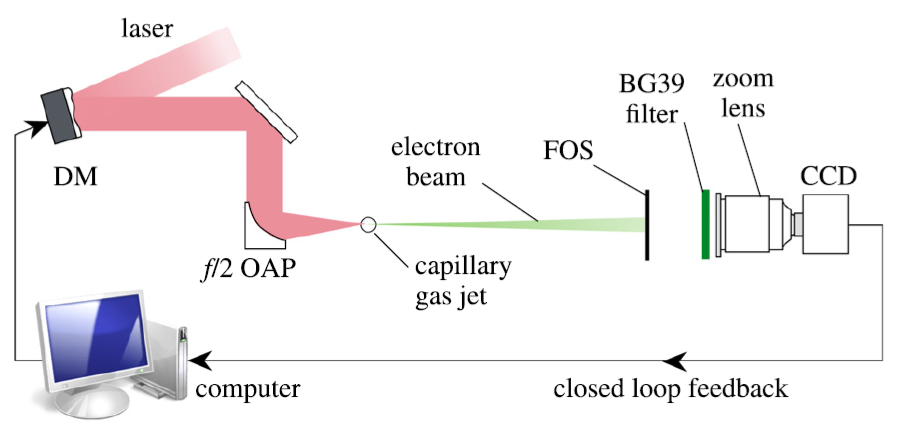 laser
DM
f/2 OAP
electron
beam
capillary
gas jet
FOS
BG39
filter
zoom
lens
CCD
computer
closed loop feedback